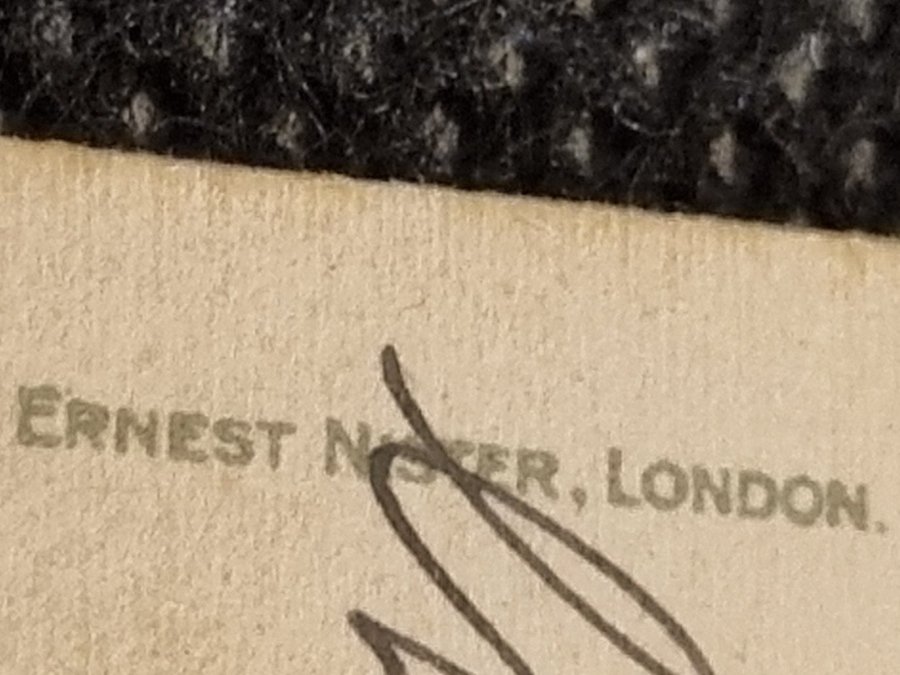 ERNEST NISTER, LONDON.